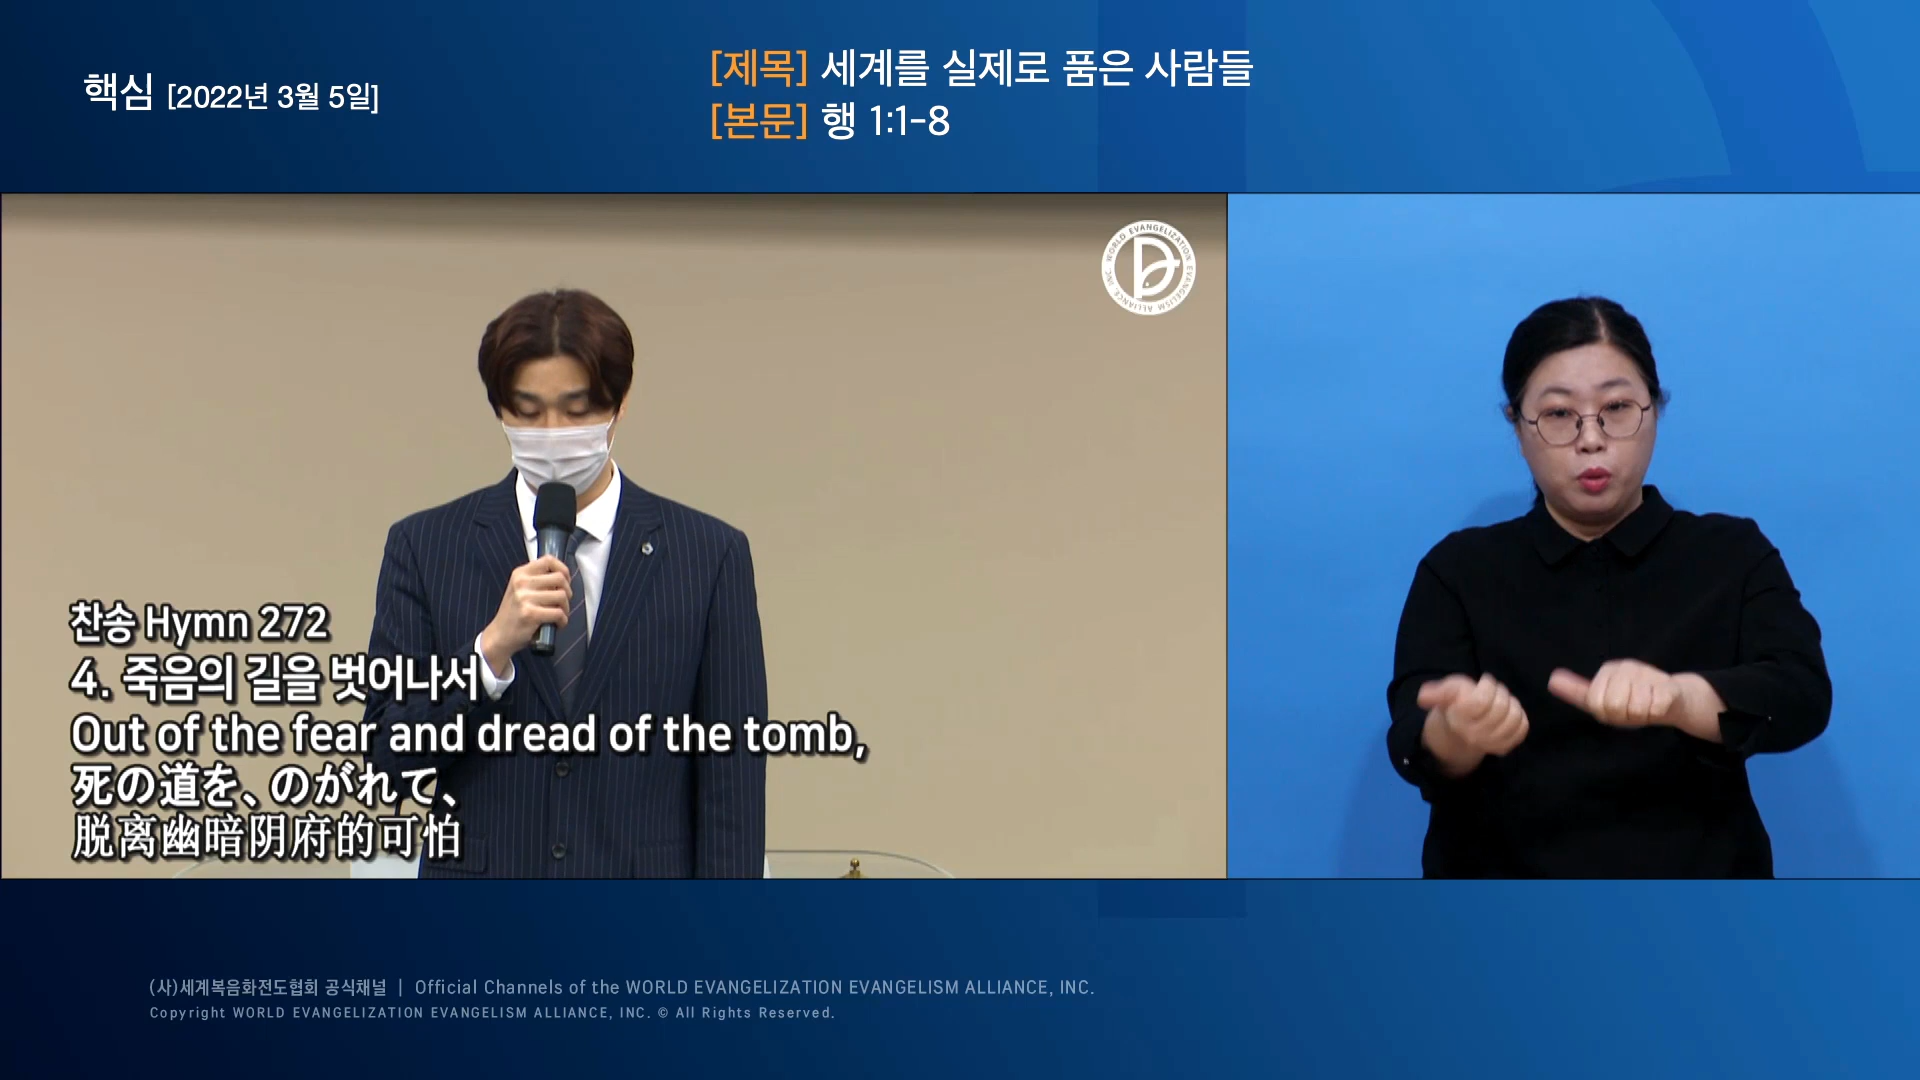 핵심 [2022년 3월 5일]
[제목] 세계를 실제로 품은 사람들
[본문] 행 1:1-8
WORLD EVANGELIZATION EVANGELISM ALLIANCE, INC.
찬송 Hymn 272
4. 죽음의 길을 벗어나서
Out of the fear and dread of the tomb,
死の道を、のがれて、
脱离幽暗阴府的可怕
(사)세계복음화전도협회 공식채널 | Official Channels of the WORLD EVANGELIZATION EVANGELISM ALLIANCE, INC.
Copyright WORLD EVANGELIZATION EVANGELISM ALLIANCE, INC. © All Rights Reserved.